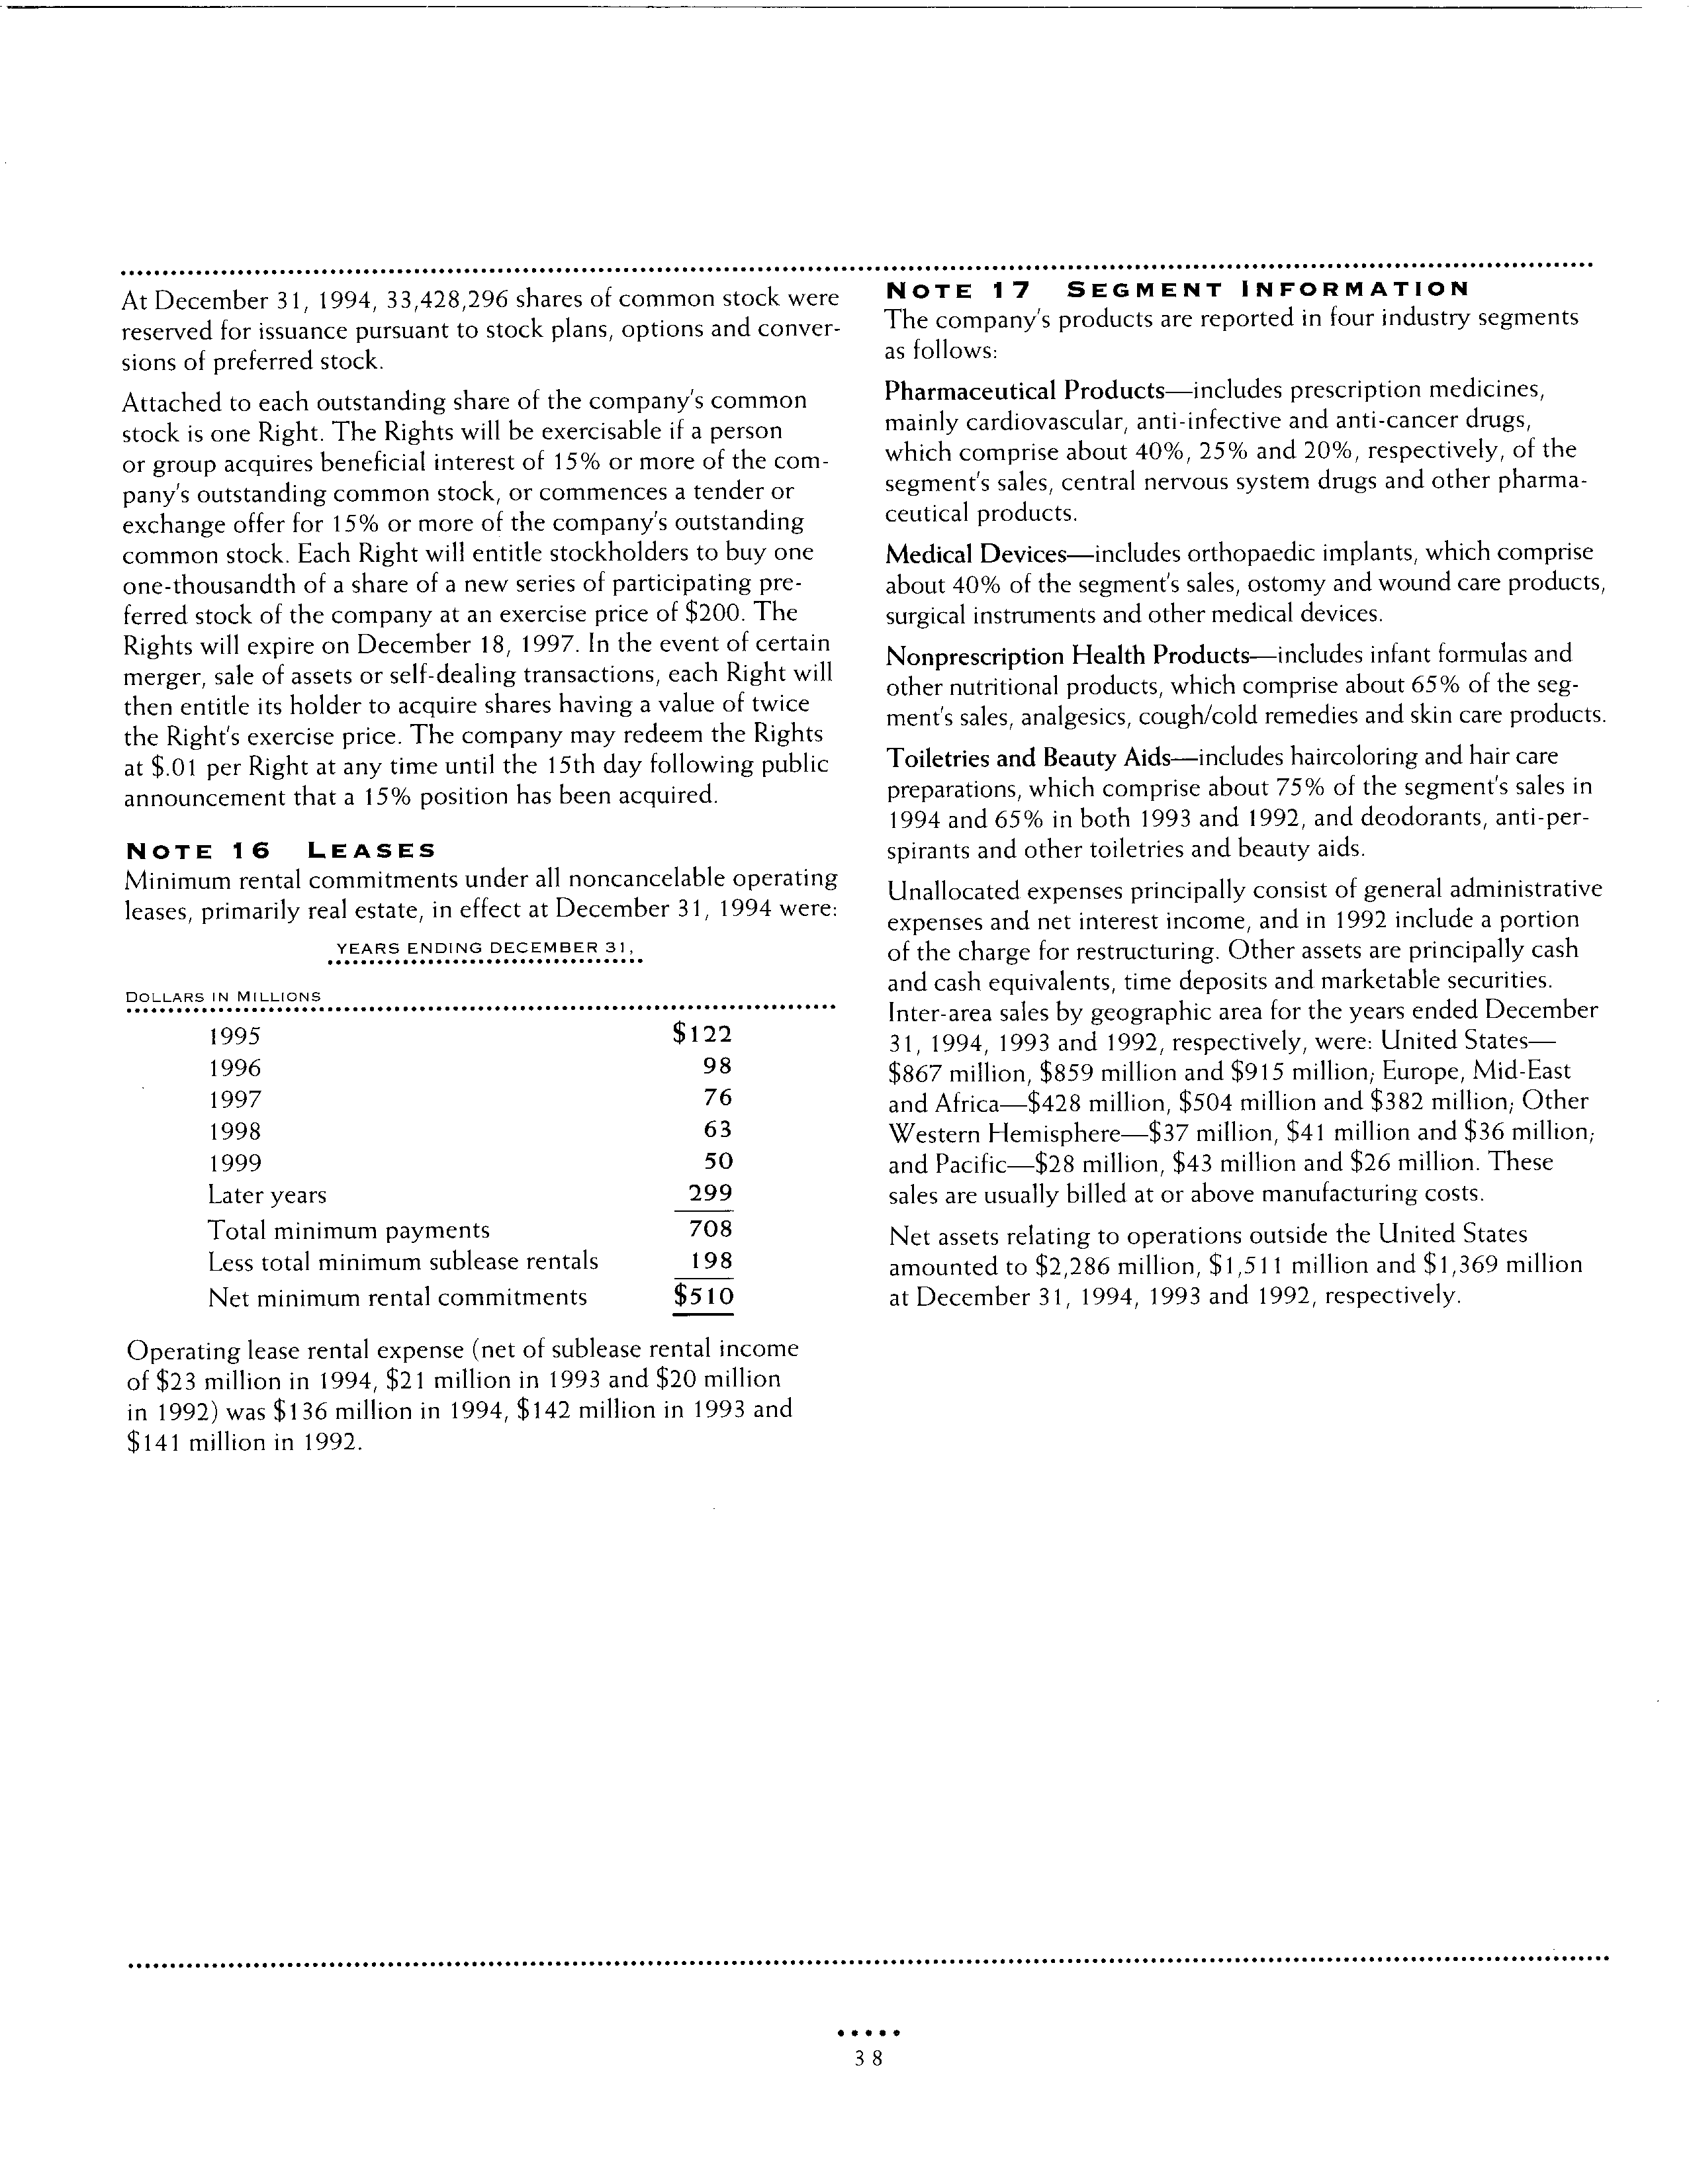 At December 31, 1994, 33,428,296 shares of common stock were
reserved for issuance pursuant to stock plans, options and conver-
sions of preferred stock.
Attached to each outstanding share of the company's common
stock is one Right. The Rights will be exercisable if a person
or group acquires beneficial interest of 15% or more of the com-
pany's outstanding common stock, or commences a tender or
exchange offer for 15% or more of the company's outstanding
common stock. Each Right will entitle stockholders to buy one
one-thousandth of a share of a new series of participating pre-
ferred stock of the company at an exercise price of $200. The
Rights will expire on December 18, 1997. In the event of certain
merger, sale of assets or self-dealing transactions, each Right will
then entitle its holder to acquire shares having a value of twice
the Right's exercise price. The company may redeem the Rights
at $.01 per Right at any time until the 15th day following public
announcement that a 15% position has been acquired.
NOTE 16 LEASES
Minimum rental commitments under all noncancelable operating
leases, primarily real estate, in effect at December 31, 1994 were:
YEARS ENDING DECEMBER 31,
DOLLARS IN MILLIONS
1995 $122
1996 98
1997 76
1998 63
1999 50
Later years 299
Total minimum payments 708
Less total minimum sublease rentals 198
Net minimum rental commitments $510
Operating lease rental expense (net of sublease rental income
of $23 million in 1994, $21 million in 1993 and $20 million
in 1992) was $136 million in 1994, $142 million in 1993 and
$141 million in 1992.
NOTE 17 SEGMENT INFORMATION
The company's products are reported in four industry segments
as follows:
Pharmaceutical Products—includes prescription medicines,
mainly cardiovascular, anti-infective and anti-cancer drugs,
which comprise about 40%, 25% and 20%, respectively, of the
segment's sales, central nervous system drugs and other pharma-
ceutical products.
Medical Devices—includes orthopaedic implants, which comprise
about 40% of the segment's sales, ostomy and wound care products,
surgical instruments and other medical devices.
Nonprescription Health Products—includes infant formulas and
other nutritional products, which comprise about 65% of the seg-
ment's sales, analgesics, cough/cold remedies and skin care products.
Toiletries and Beauty Aids—includes haircoloring and hair care
preparations, which comprise about 75% of the segment's sales in
1994 and 65% in both 1993 and 1992, and deodorants, anti-per-
spirants and other toiletries and beauty aids.
Unallocated expenses principally consist of general administrative
expenses and net interest income, and in 1992 include a portion
of the charge for restructuring. Other assets are principally cash
and cash equivalents, time deposits and marketable securities.
Inter-area sales by geographic area for the years ended December
31, 1994, 1993 and 1992, respectively, were: United States—
$867 million, $859 million and $915 million; Europe, Mid-East
and Africa—$428 million, $504 million and $382 million; Other
Western Hemisphere—$37 million, $41 million and $36 million;
and Pacific—$28 million, $43 million and $26 million. These
sales are usually billed at or above manufacturing costs.
Net assets relating to operations outside the United States
amounted to $2,286 million, $1,511 million and $1,369 million
at December 31, 1994, 1993 and 1992, respectively.
38